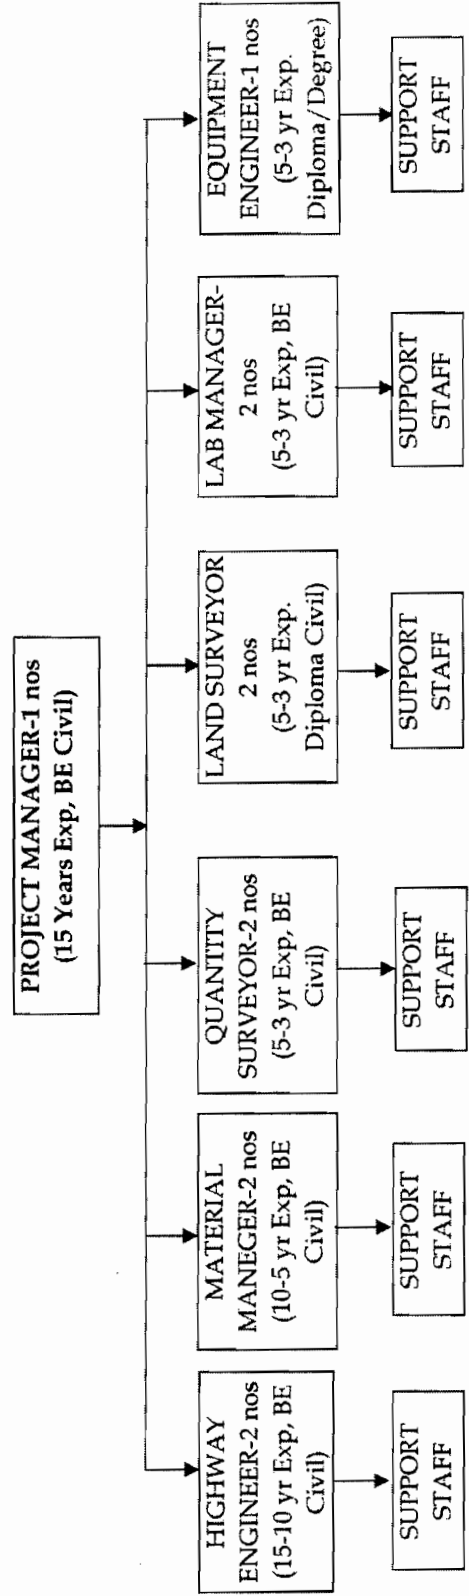 PROJECT MANAGER-1 nos
(15 Years Exp, BE Civil)
HIGHWAY
ENGINEER-2 nos
(15-10 yr Exp, BE
Civil)
MATERIAL
MANEGER-2 nos
(10-5 yr Exp, BE
Civil)
QUANTITY
SURVEYOR-2 nos
(5-3 yr Exp, BE
Civil)
LAND SURVEYOR
2 nos
(5-3 yr Exp.
Diploma Civil)
LAB MANAGER-
2 nos
(5-3 yr Exp, BE
Civil)
EQUIPMENT
ENGINEER-1 nos
(5-3 yr Exp.
Diploma/Degree)
SUPPORT
STAFF
SUPPORT
STAFF
SUPPORT
STAFF
SUPPORT
STAFF
SUPPORT
STAFF
SUPPORT
STAFF